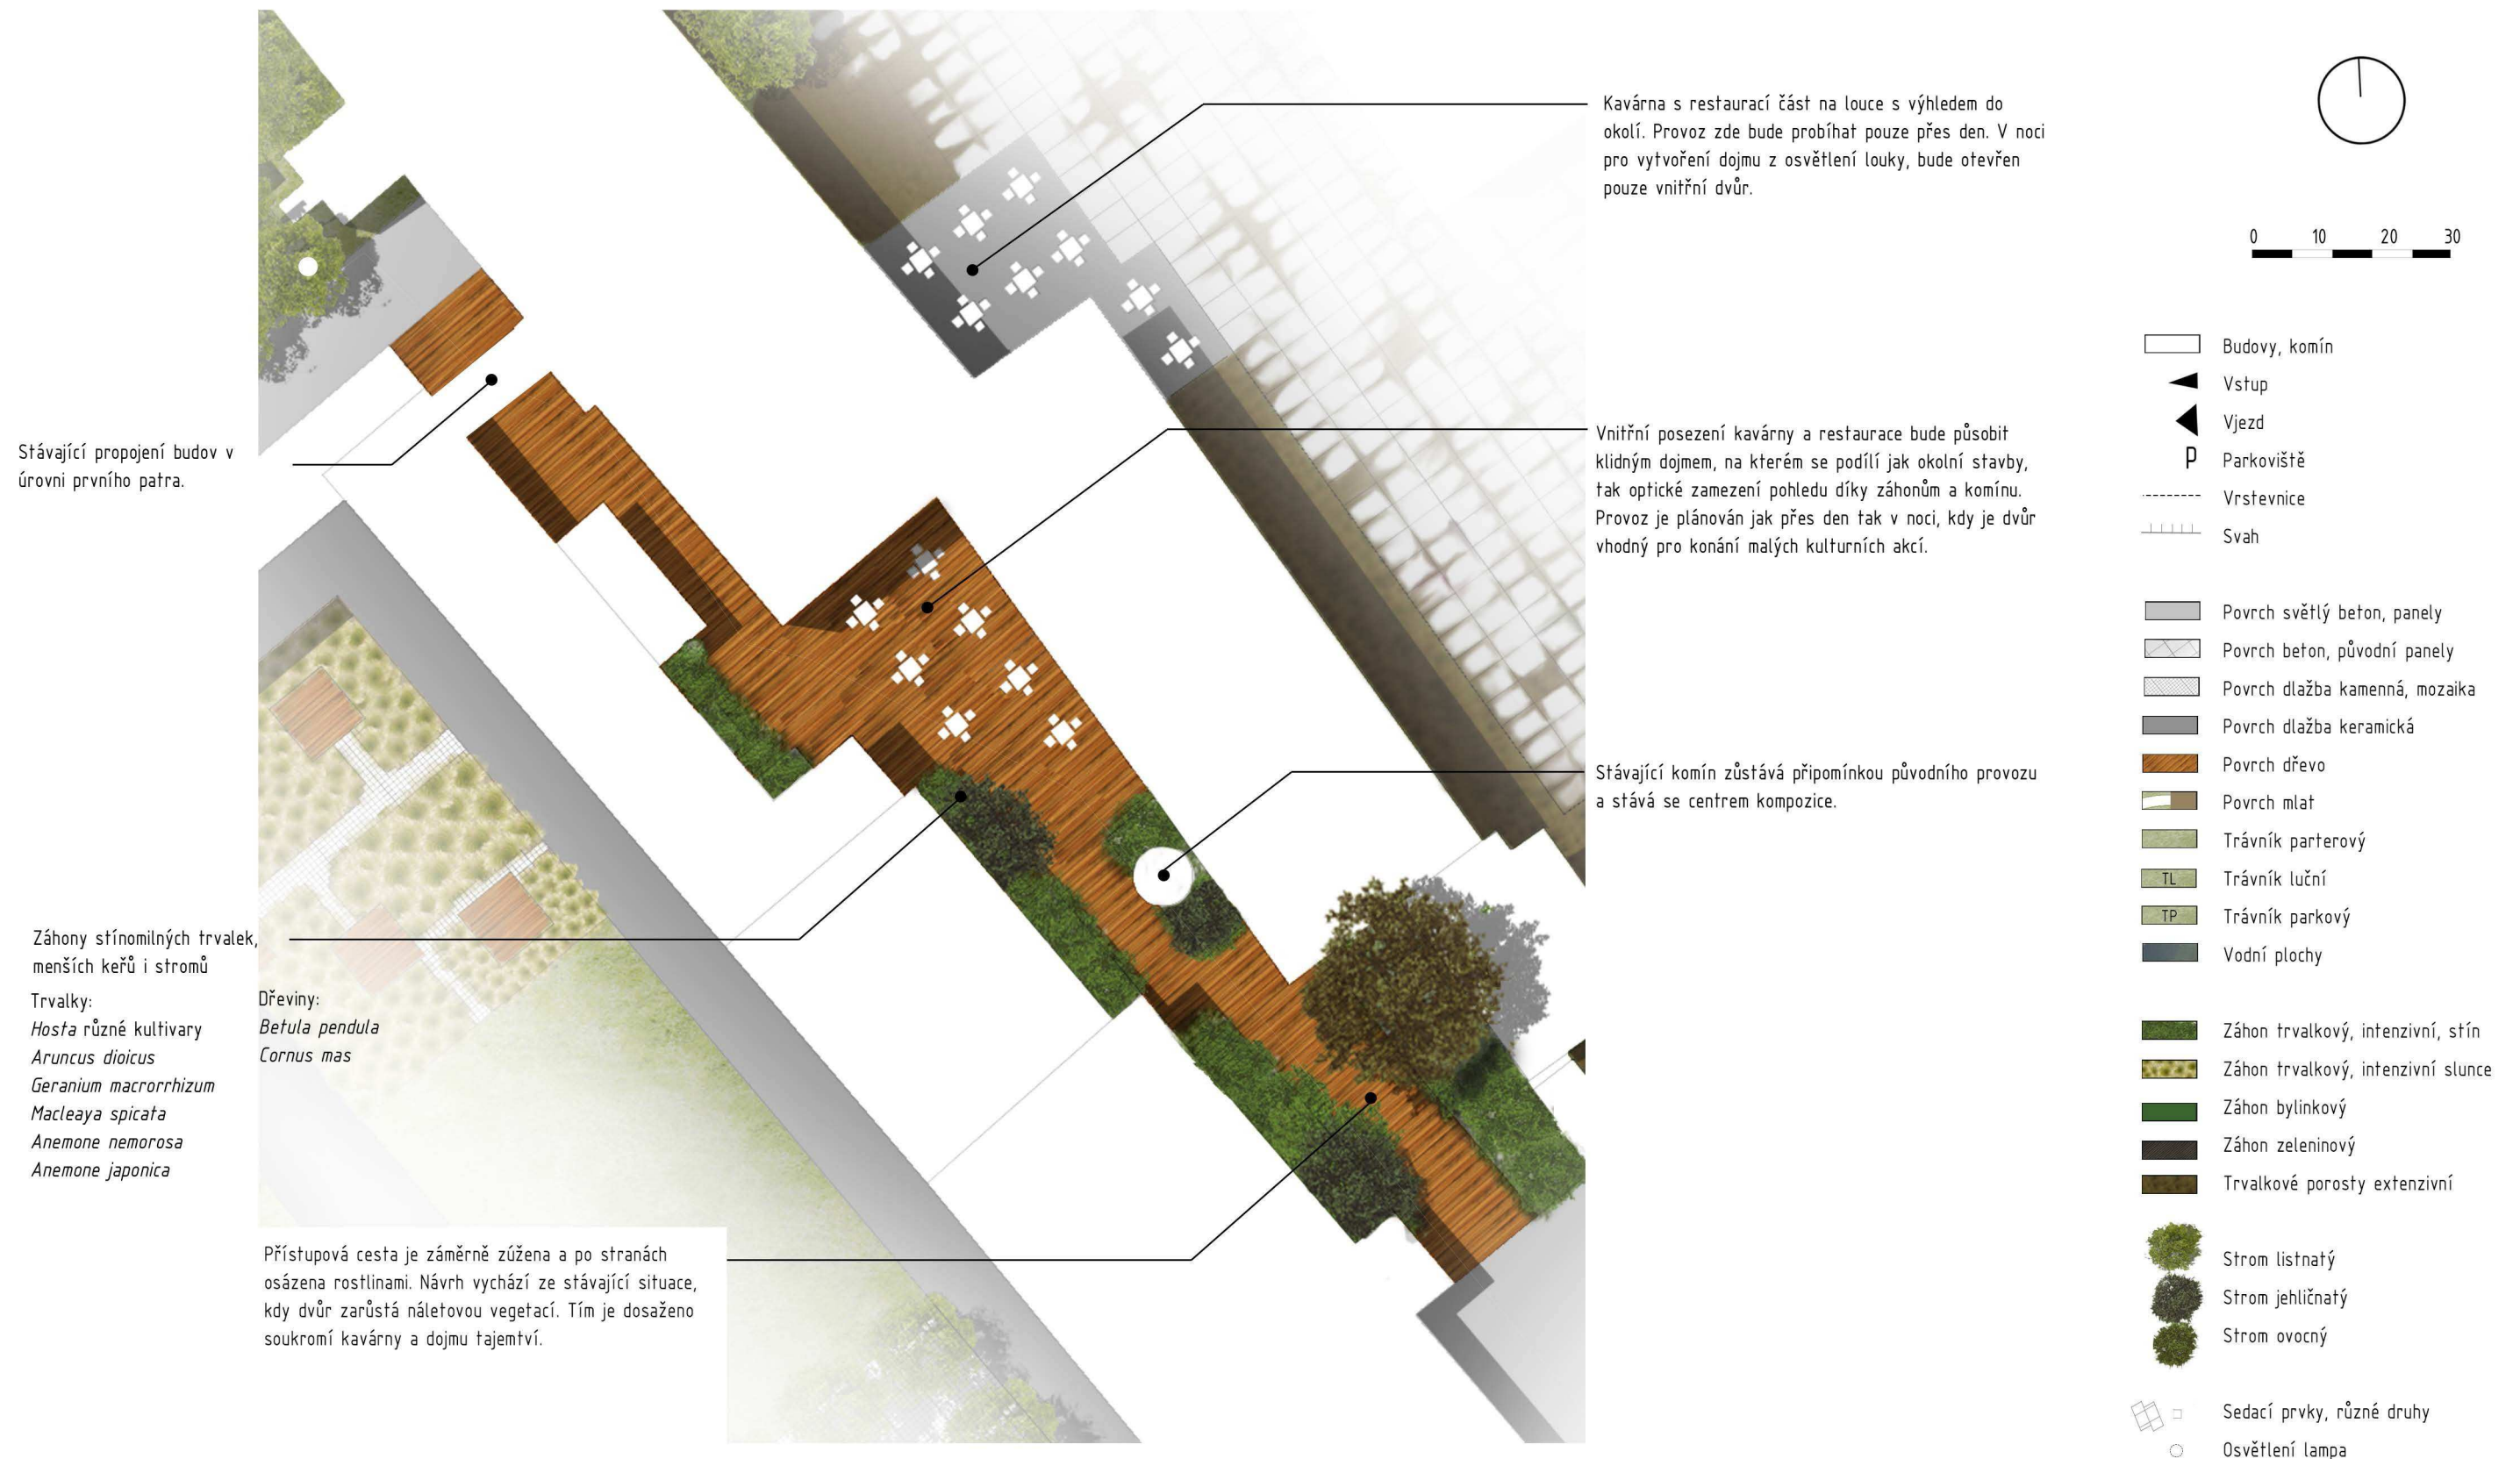 Kavárna s restaurací část na louce s výhledem do
okolí. Provoz zde bude probíhat pouze přes den. V noci
pro vytvoření dojmu z osvětlení louky, bude otevřen
pouze vnitřní dvůr.
Stávající propojení budov v
úrovni prvního patra.
Vnitřní posezení kavárny a restaurace bude působit
klidným dojmem, na kterém se podílí jak okolní stavby,
tak optické zamezení pohledu díky záhonům a komínu.
Provoz je plánován jak přes den tak v noci, kdy je dvůr
vhodný pro konání malých kulturních akcí.
Stávající komín zůstává připomínkou původního provozu
a stává se centrem kompozice.
Záhony stínomilných trvalek,
menších keřů i stromů
Trvalky:
Hosta různé kultivary
Aruncus dioicus
Geranium macrorrhizum
Macleaya spicata
Anemone nemorosa
Anemone japonica
Dřeviny:
Betula pendula
Cornus mas
Přístupová cesta je záměrně zúžena a po stranách
osázena rostlinami. Návrh vychází ze stávající situace,
kdy dvůr zarůstá náletovou vegetací. Tím je dosaženo
soukromí kavárny a dojmu tajemtví.
0 10 20 30
Budovy, komín
Vstup
Vjezd
P Parkoviště
Vrstevnice
Svah
Povrch světlý beton, panely
Povrch beton, původní panely
Povrch dlažba kamenná, mozaika
Povrch dlažba keramická
Povrch dřevo
Povrch mlat
Trávník parterový
TL Trávník luční
TP Trávník parkový
Vodní plochy
Záhon trvalkový, intenzivní, stín
Záhon trvalkový, intenzivní slunce
Záhon bylinkový
Záhon zeleninový
Trvalkové porosty extenzivní
Strom listnatý
Strom jehličnatý
Strom ovocný
Sedací prvky, různé druhy
Osvětlení lampa